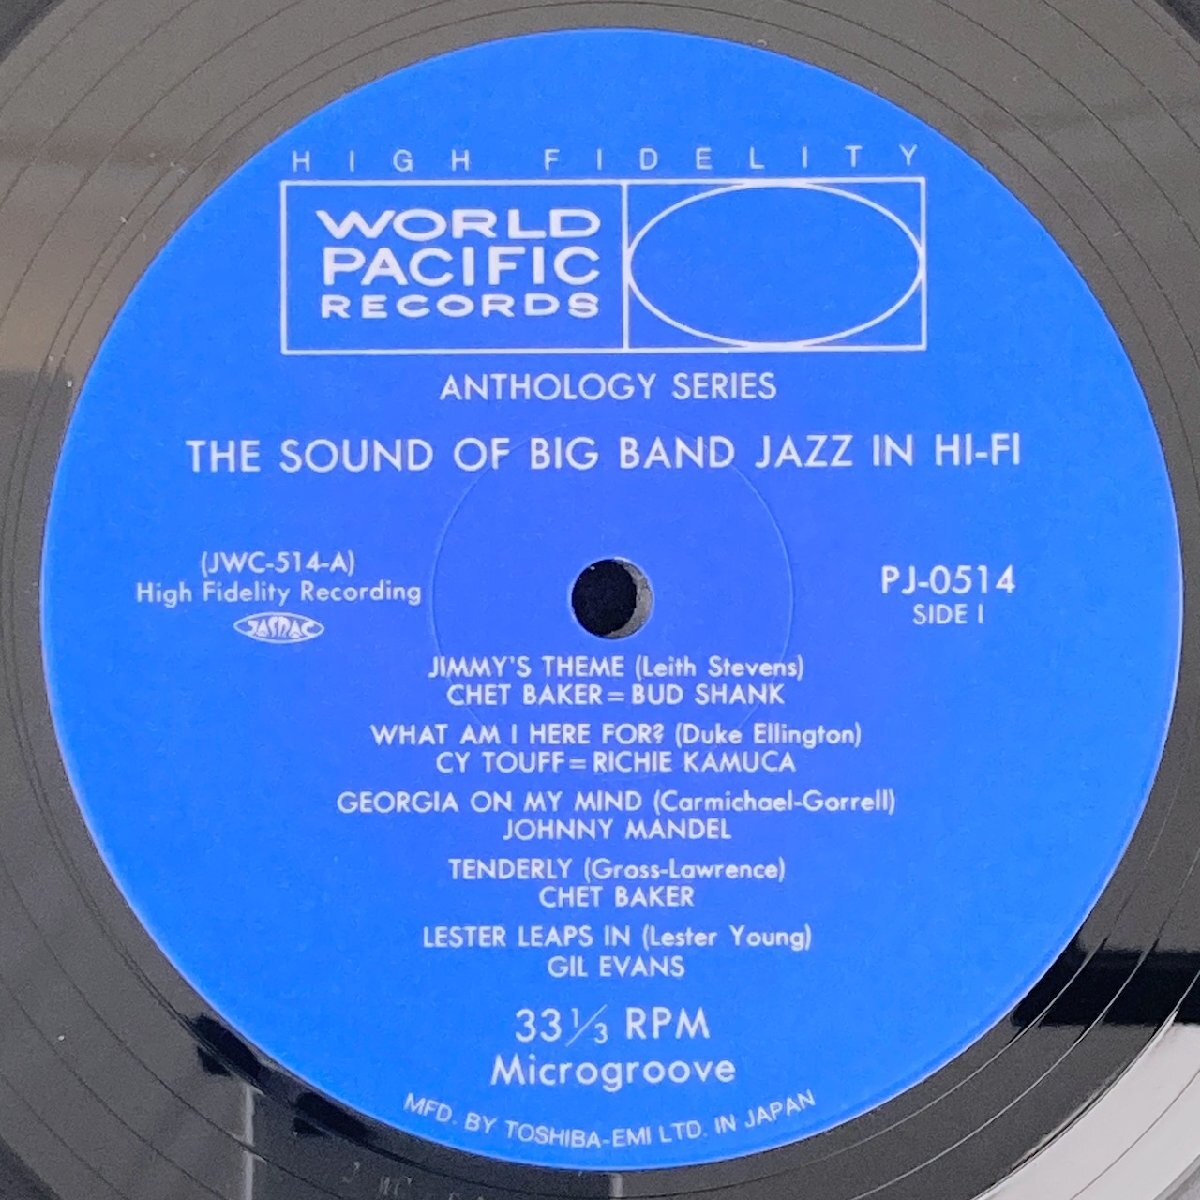 HIGH FIDELITY
WORLD
PACIFIC
RECORDS
ANTHOLOGY SERIES
THE SOUND OF BIG BAND JAZZ IN HI-FI
(JWC-514-A)
High Fidelity Recording
JASRAC
PJ-0514
SIDE I
JIMMY'S THEME (Leith Stevens)
CHET BAKER=BUD SHANK
WHAT AM I HERE FOR? (Duke Ellington)
CY TOUFF=RICHIE KAMUCA
GEORGIA ON MY MIND (Carmichael-Gorrell)
JOHNNY MANDEL
TENDERLY (Gross-Lawrence)
CHET BAKER
LESTER LEAPS IN (Lester Young)
GIL EVANS
33⅓ RPM
Microgroove
MFD. BY TOSHIBA-EMI LTD. IN JAPAN